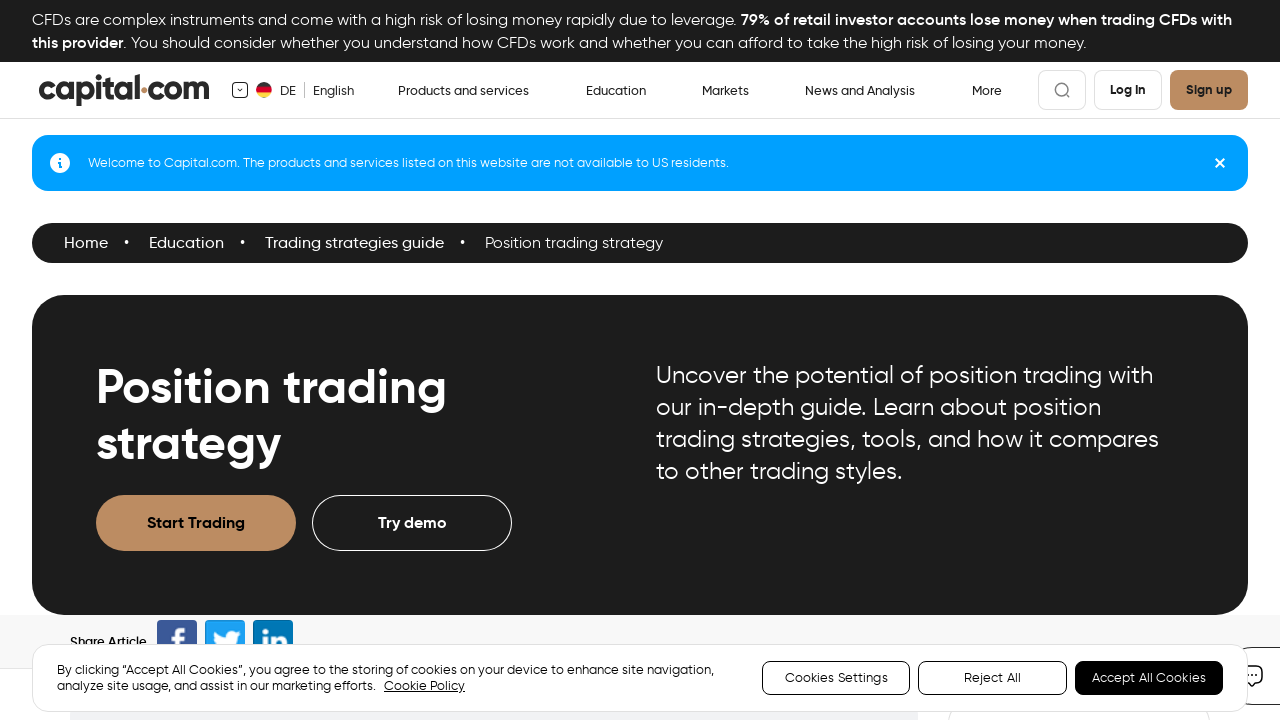 CFDs are complex instruments and come with a high risk of losing money rapidly due to leverage. 79% of retail investor accounts lose money when trading CFDs with
this provider. You should consider whether you understand how CFDs work and whether you can afford to take the high risk of losing your money.
capital.com DE English Products and services Education Markets News and Analysis More Log In Sign up
Welcome to Capital.com. The products and services listed on this website are not available to US residents.
Home • Education • Trading strategies guide • Position trading strategy
Position trading
strategy
Start Trading Try demo
Uncover the potential of position trading with
our in-depth guide. Learn about position
trading strategies, tools, and how it compares
to other trading styles.
Share Article
By clicking “Accept All Cookies”, you agree to the storing of cookies on your device to enhance site navigation,
analyze site usage, and assist in our marketing efforts. Cookie Policy
Cookies Settings Reject All Accept All Cookies